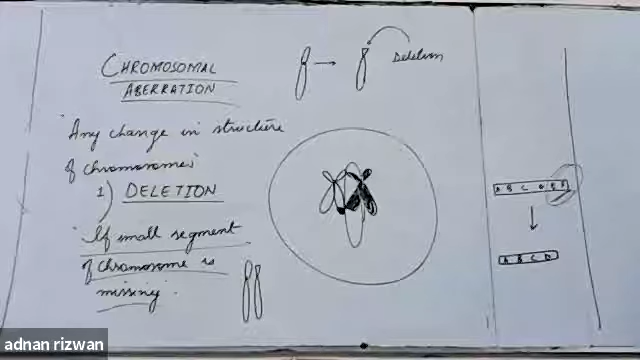 CHROMOSOMAL
ABERRATION
Deletion
"Any change in structure
of chromosomes"
1) DELETION
"If small segment
of chromosome is
missing".
A B C D E F
A B C D
adnan rizwan